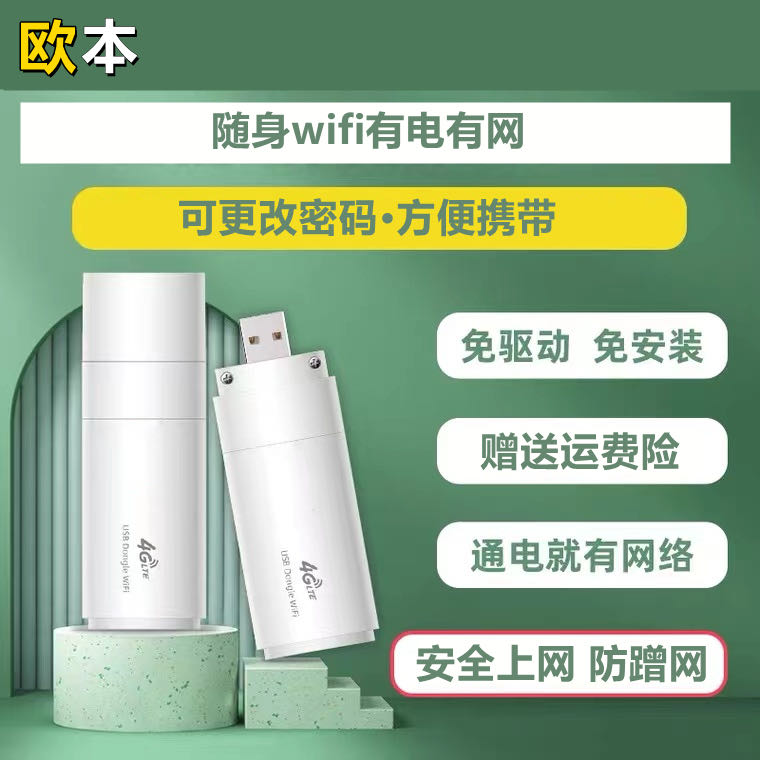 欧本
随身wifi有电有网
可更改密码·方便携带
免驱动 免安装
赠送运费险
通电就有网络
安全上网 防蹭网
4G LTE
USB Dongle WiFi
4G LTE
USB Dongle WiFi